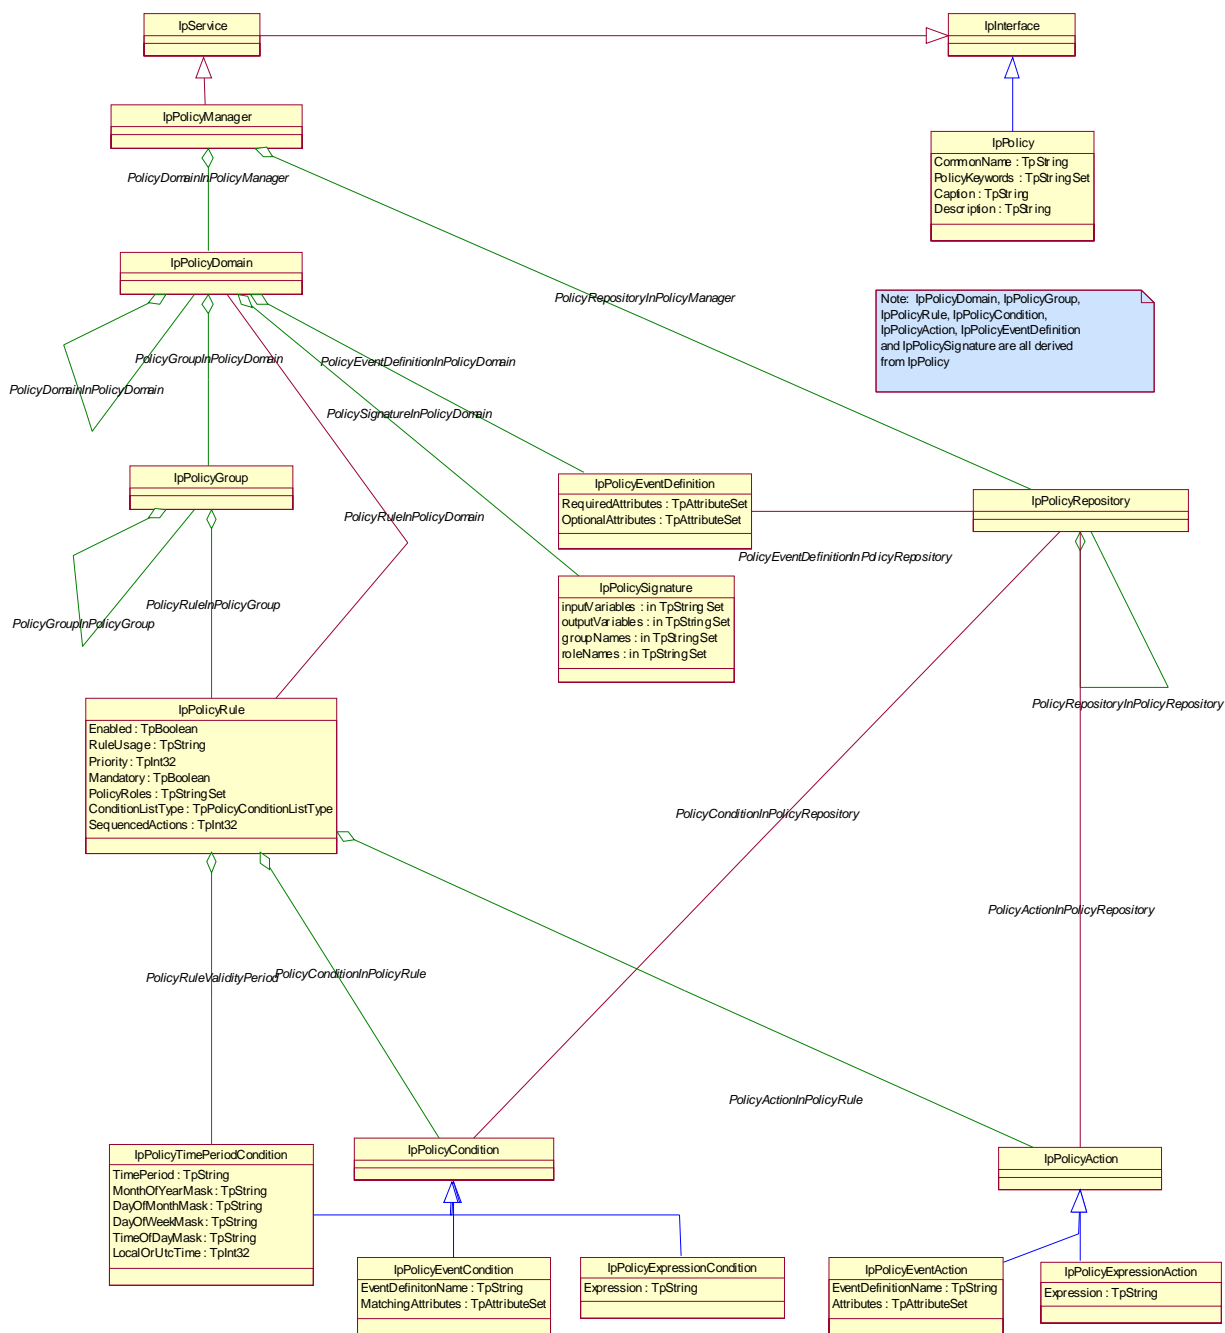 IpService
IpInterface
IpPolicyManager
IpPolicy
CommonName : TpString
PolicyKeywords : TpStringSet
Caption : TpString
Description : TpString
PolicyDomainInPolicyManager
IpPolicyDomain
PolicyRepositoryInPolicyManager
Note:  IpPolicyDomain, IpPolicyGroup,
IpPolicyRule, IpPolicyCondition,
IpPolicyAction, IpPolicyEventDefinition
and IpPolicySignature are all derived
from IpPolicy
PolicyGroupInPolicyDomain
PolicyEventDefinitionInPolicyDomain
PolicyDomainInPolicyDomain
PolicySignatureInPolicyDomain
IpPolicyGroup
IpPolicyEventDefinition
RequiredAttributes : TpAttributeSet
OptionalAttributes : TpAttributeSet
IpPolicyRepository
PolicyRuleInPolicyDomain
PolicyEventDefinitionInPolicyRepository
IpPolicySignature
inputVariables : in TpStringSet
outputVariables : in TpStringSet
groupNames : in TpStringSet
roleNames : in TpStringSet
PolicyRuleInPolicyGroup
PolicyGroupInPolicyGroup
PolicyRepositoryInPolicyRepository
IpPolicyRule
Enabled : TpBoolean
RuleUsage : TpString
Priority : TpInt32
Mandatory : TpBoolean
PolicyRoles : TpStringSet
ConditionListType : TpPolicyConditionListType
SequencedActions : TpInt32
PolicyConditionInPolicyRepository
PolicyActionInPolicyRepository
PolicyRuleValidityPeriod
PolicyConditionInPolicyRule
PolicyActionInPolicyRule
IpPolicyTimePeriodCondition
TimePeriod : TpString
MonthOfYearMask : TpString
DayOfMonthMask : TpString
DayOfWeekMask : TpString
TimeOfDayMask : TpString
LocalOrUtcTime : TpInt32
IpPolicyCondition
IpPolicyAction
IpPolicyEventCondition
EventDefinitonName : TpString
MatchingAttributes : TpAttributeSet
IpPolicyExpressionCondition
Expression : TpString
IpPolicyEventAction
EventDefinitionName : TpString
Attributes : TpAttributeSet
IpPolicyExpressionAction
Expression : TpString